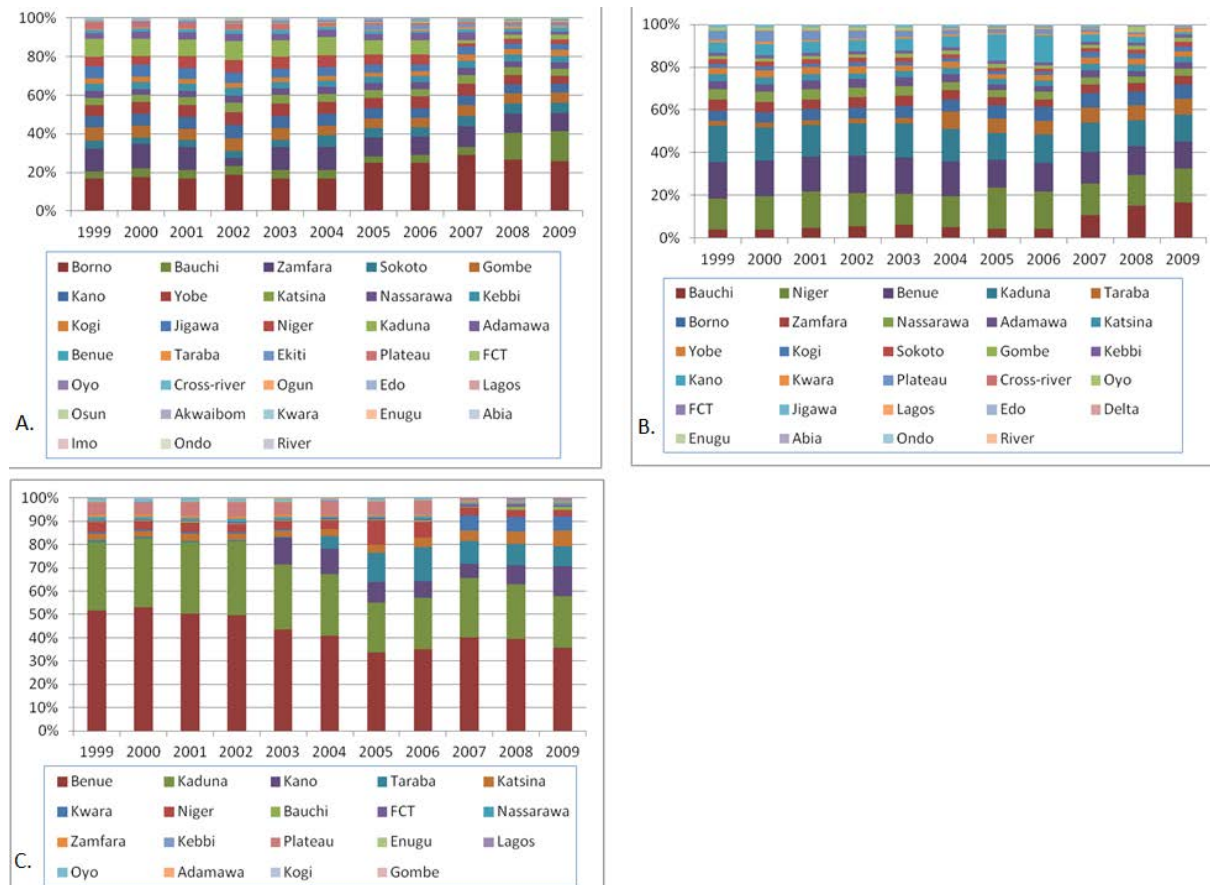 100%
80%
60%
40%
20%
0%
1999 2000 2001 2002 2003 2004 2005 2006 2007 2008 2009
Borno Bauchi Zamfara Sokoto Gombe
Kano Yobe Katsina Nassarawa Kebbi
Kogi Jigawa Niger Kaduna Adamawa
Benue Taraba Ekiti Plateau FCT
Oyo Cross-river Ogun Edo Lagos
Osun Akwaibom Kwara Enugu Abia
Imo Ondo River
A.
100%
80%
60%
40%
20%
0%
1999 2000 2001 2002 2003 2004 2005 2006 2007 2008 2009
Bauchi Niger Benue Kaduna Taraba
Borno Zamfara Nassarawa Adamawa Katsina
Yobe Kogi Sokoto Gombe Kebbi
Kano Kwara Plateau Cross-river Oyo
FCT Jigawa Lagos Edo Delta
Enugu Abia Ondo River
B.
100%
90%
80%
70%
60%
50%
40%
30%
20%
10%
0%
1999 2000 2001 2002 2003 2004 2005 2006 2007 2008 2009
Benue Kaduna Kano Taraba Katsina
Kwara Niger Bauchi FCT Nassarawa
Zamfara Kebbi Plateau Enugu Lagos
Oyo Adamawa Kogi Gombe
C.